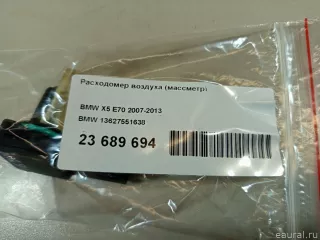 Расходомер воздуха (массметр)
BMW X5 E70 2007-2013
BMW 13627551638
23 689 694
eaural.ru